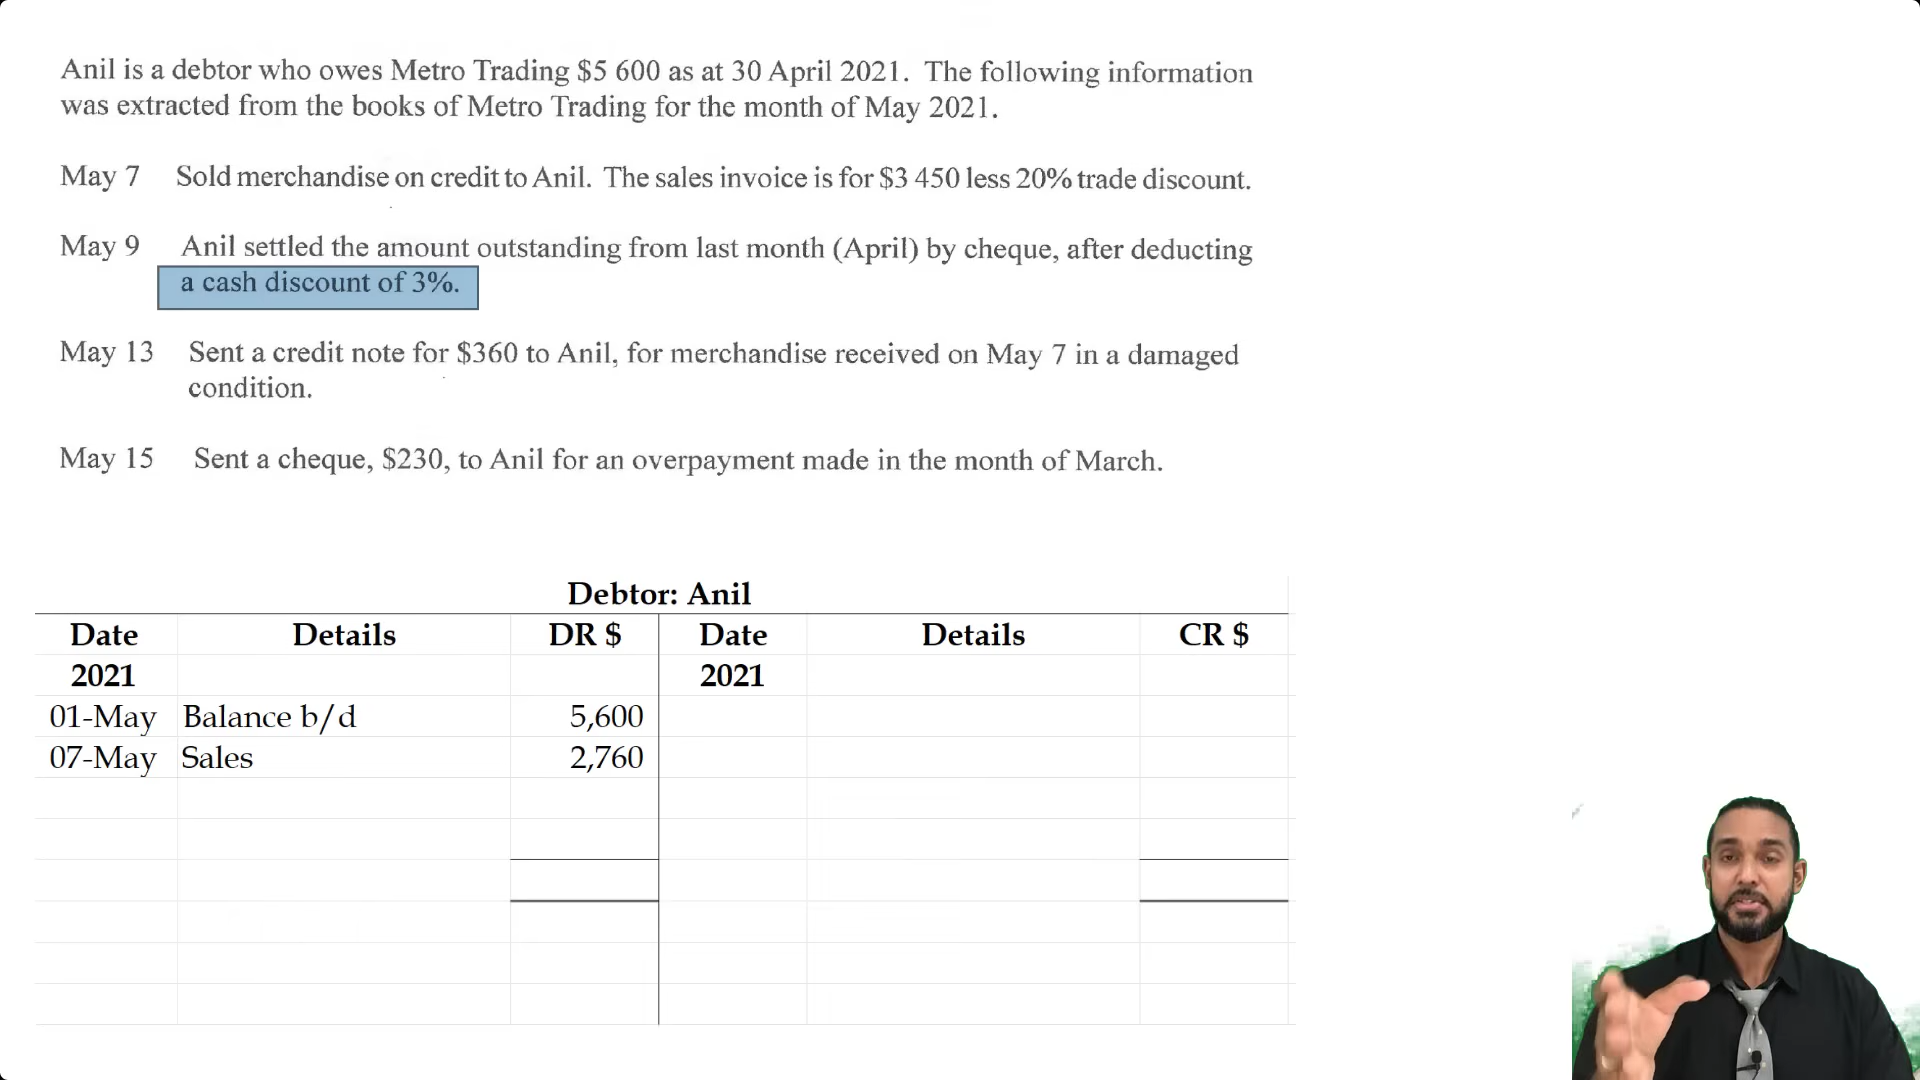 Anil is a debtor who owes Metro Trading $5 600 as at 30 April 2021. The following information
was extracted from the books of Metro Trading for the month of May 2021.
May 7 Sold merchandise on credit to Anil. The sales invoice is for $3 450 less 20% trade discount.
May 9 Anil settled the amount outstanding from last month (April) by cheque, after deducting
a cash discount of 3%.
May 13 Sent a credit note for $360 to Anil, for merchandise received on May 7 in a damaged
condition.
May 15 Sent a cheque, $230, to Anil for an overpayment made in the month of March.
Debtor: Anil
Date Details DR $ Date Details CR $
2021 2021
01-May Balance b/d 5,600
07-May Sales 2,760